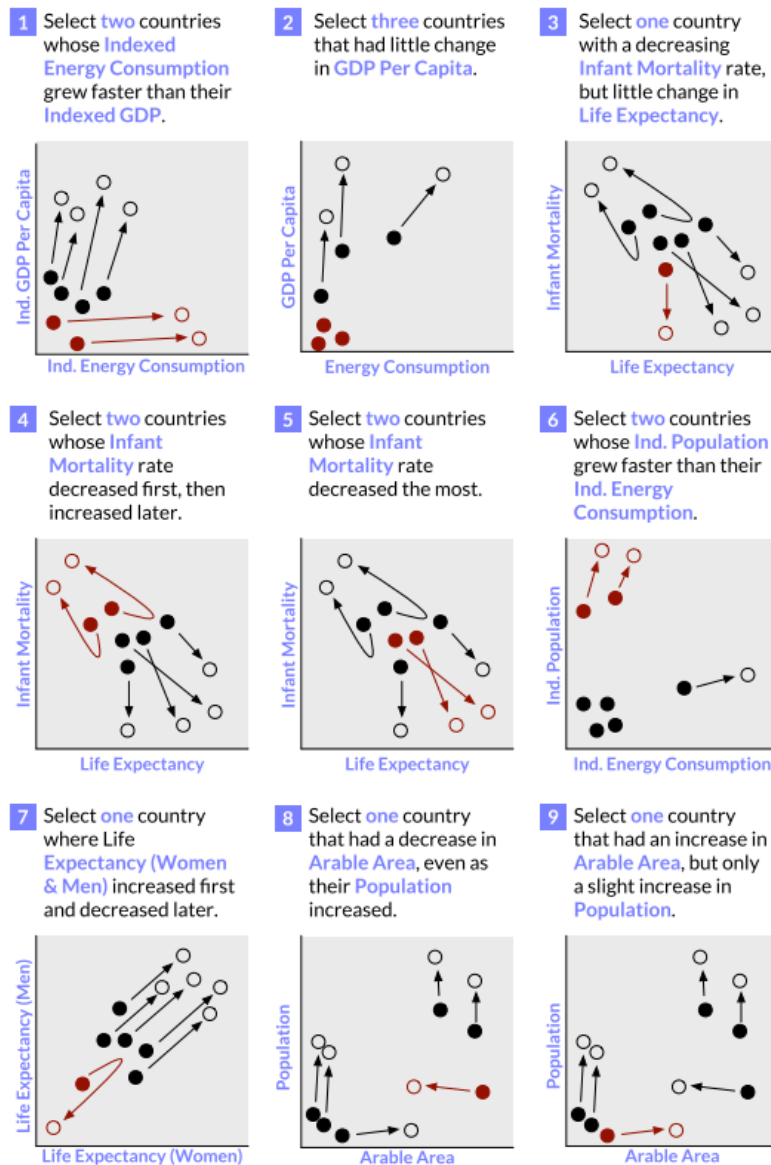 1
Select two countries
whose Indexed
Energy Consumption
grew faster than their
Indexed GDP.
Ind. GDP Per Capita
Ind. Energy Consumption
2
Select three countries
that had little change
in GDP Per Capita.
GDP Per Capita
Energy Consumption
3
Select one country
with a decreasing
Infant Mortality rate,
but little change in
Life Expectancy.
Infant Mortality
Life Expectancy
4
Select two countries
whose Infant
Mortality rate
decreased first, then
increased later.
Infant Mortality
Life Expectancy
5
Select two countries
whose Infant
Mortality rate
decreased the most.
Infant Mortality
Life Expectancy
6
Select two countries
whose Ind. Population
grew faster than their
Ind. Energy
Consumption.
Ind. Population
Ind. Energy Consumption
7
Select one country
where Life
Expectancy (Women
& Men) increased first
and decreased later.
Life Expectancy (Men)
Life Expectancy (Women)
8
Select one country
that had a decrease in
Arable Area, even as
their Population
increased.
Population
Arable Area
9
Select one country
that had an increase in
Arable Area, but only
a slight increase in
Population.
Population
Arable Area